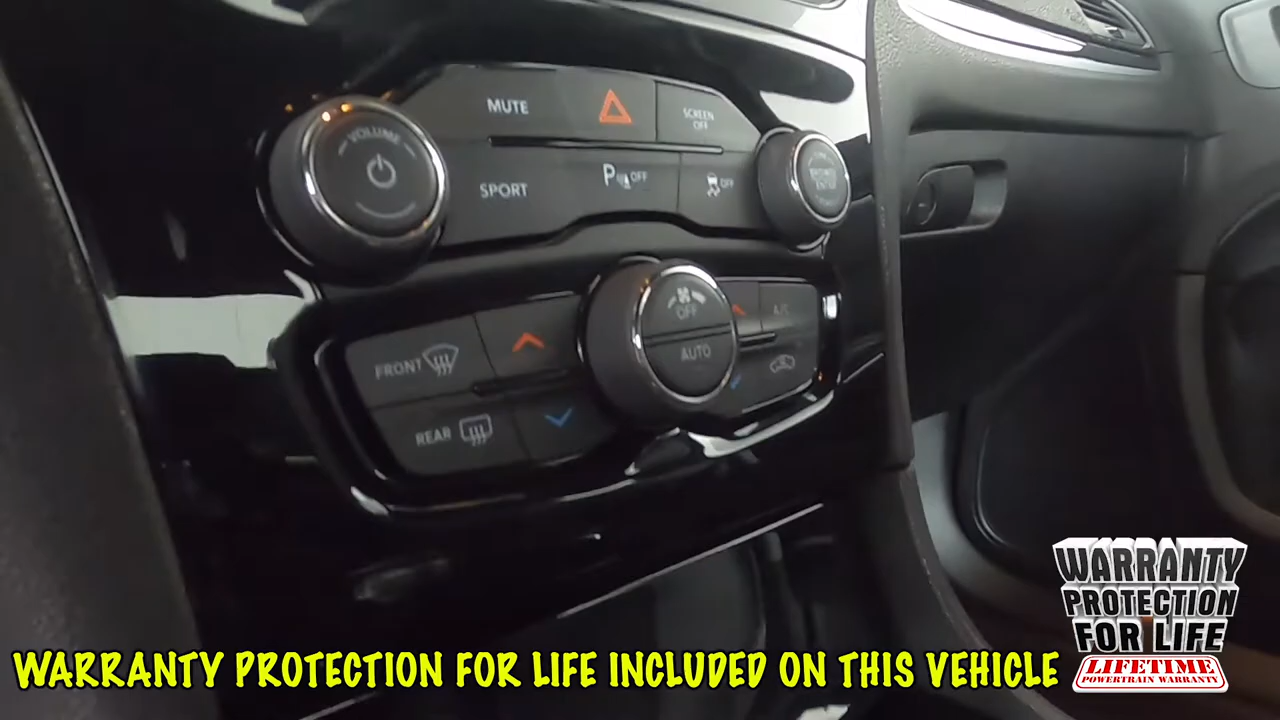 MUTE
SCREEN OFF
VOLUME
SPORT
P OFF
OFF
OFF
A/C
FRONT
AUTO
REAR
WARRANTY
PROTECTION
FOR LIFE
LIFETIME
POWERTRAIN WARRANTY
WARRANTY PROTECTION FOR LIFE INCLUDED ON THIS VEHICLE